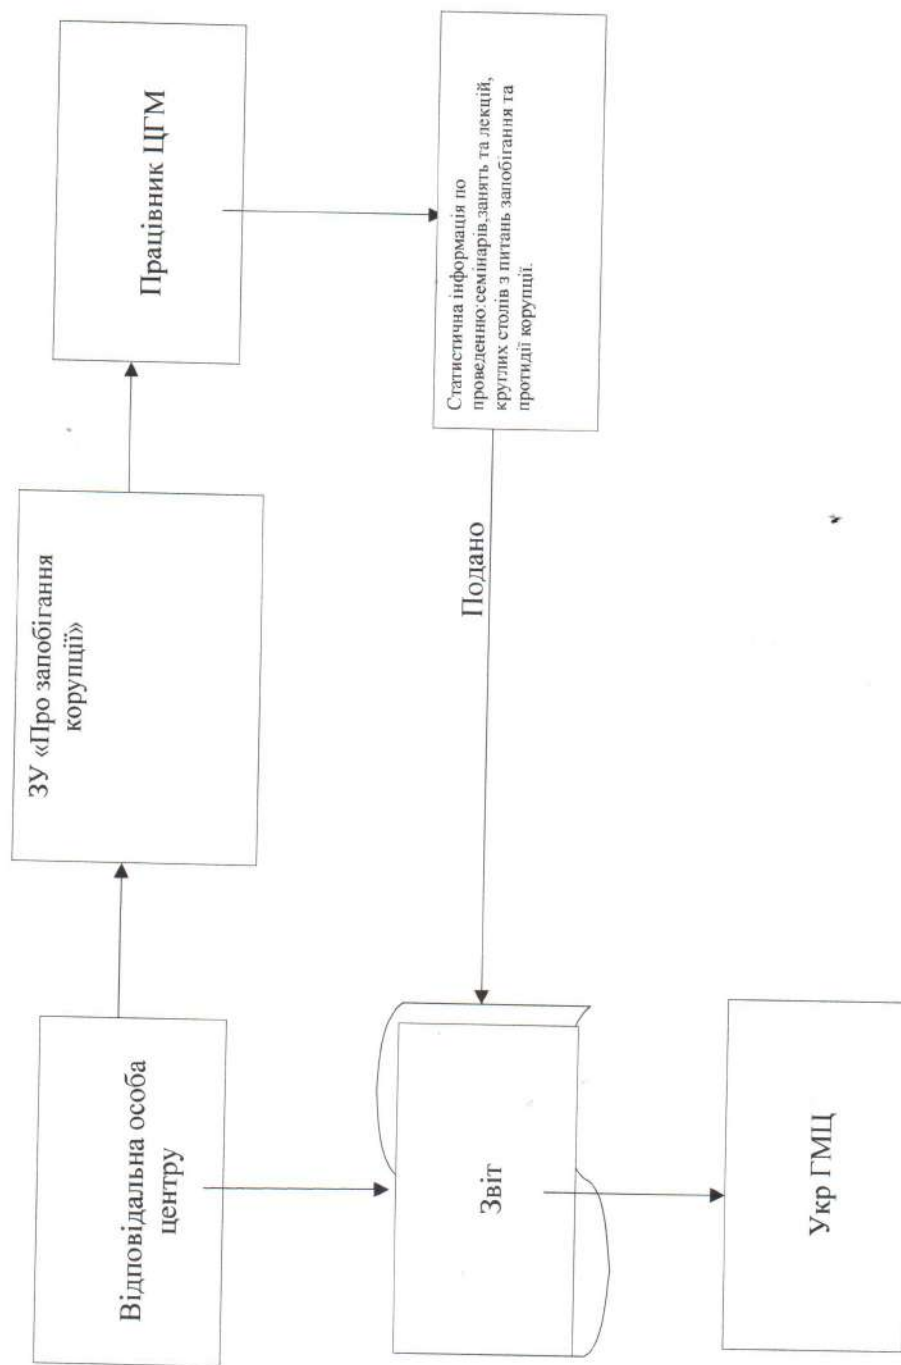 Відповідальна особа
центру
ЗУ «Про запобігання
корупції»
Працівник ЦГМ
Звіт
Подано
Статистична інформація по
проведенню:семінарів,занять та лекцій,
круглих столів з питань запобігання та
протидії корупції.
Укр ГМЦ